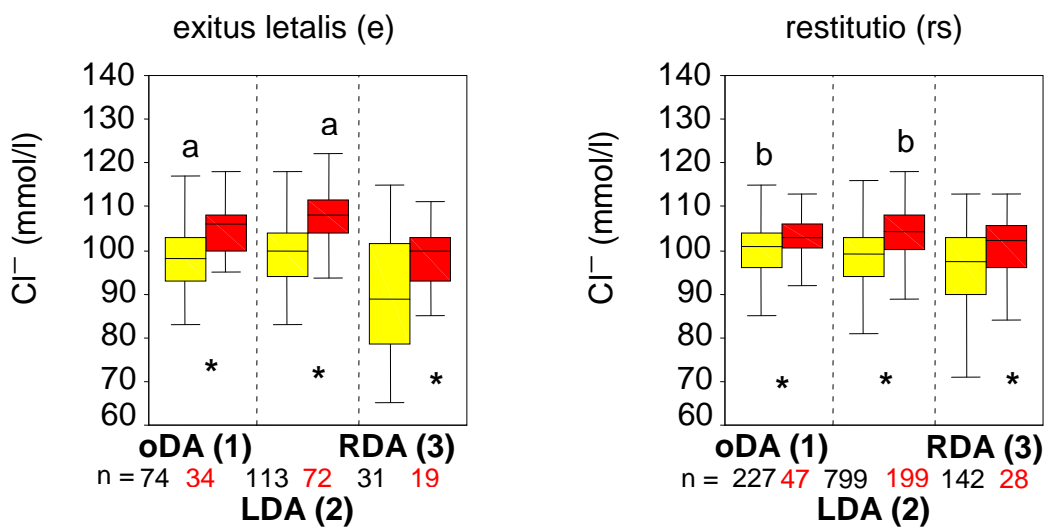 exitus letalis (e)
Cl— (mmol/l)
140
130
120
110
100
90
80
70
60
a
a
*
*
*
oDA (1) RDA (3)
n = 74 34 113 72 31 19
LDA (2)
restitutio (rs)
Cl— (mmol/l)
140
130
120
110
100
90
80
70
60
b
b
*
*
*
oDA (1) RDA (3)
n = 227 47 799 199 142 28
LDA (2)